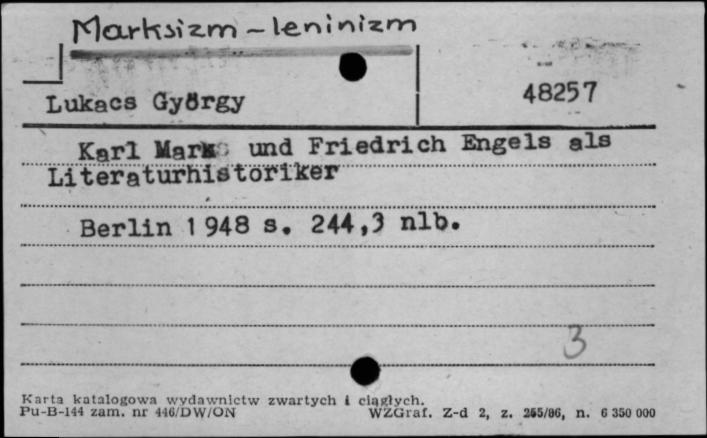 Marksizm - leninizm
Lukacs György
48257
Karl Marx und Friedrich Engels als
Literaturhistoriker
Berlin 1948 s. 244,3 nlb.
3
Karta katalogowa wydawnictw zwartych i ciągłych.
Pu-B-144 zam. nr 446/DW/ON WZGraf. Z-d 2, z. 265/86, n. 6 350 000